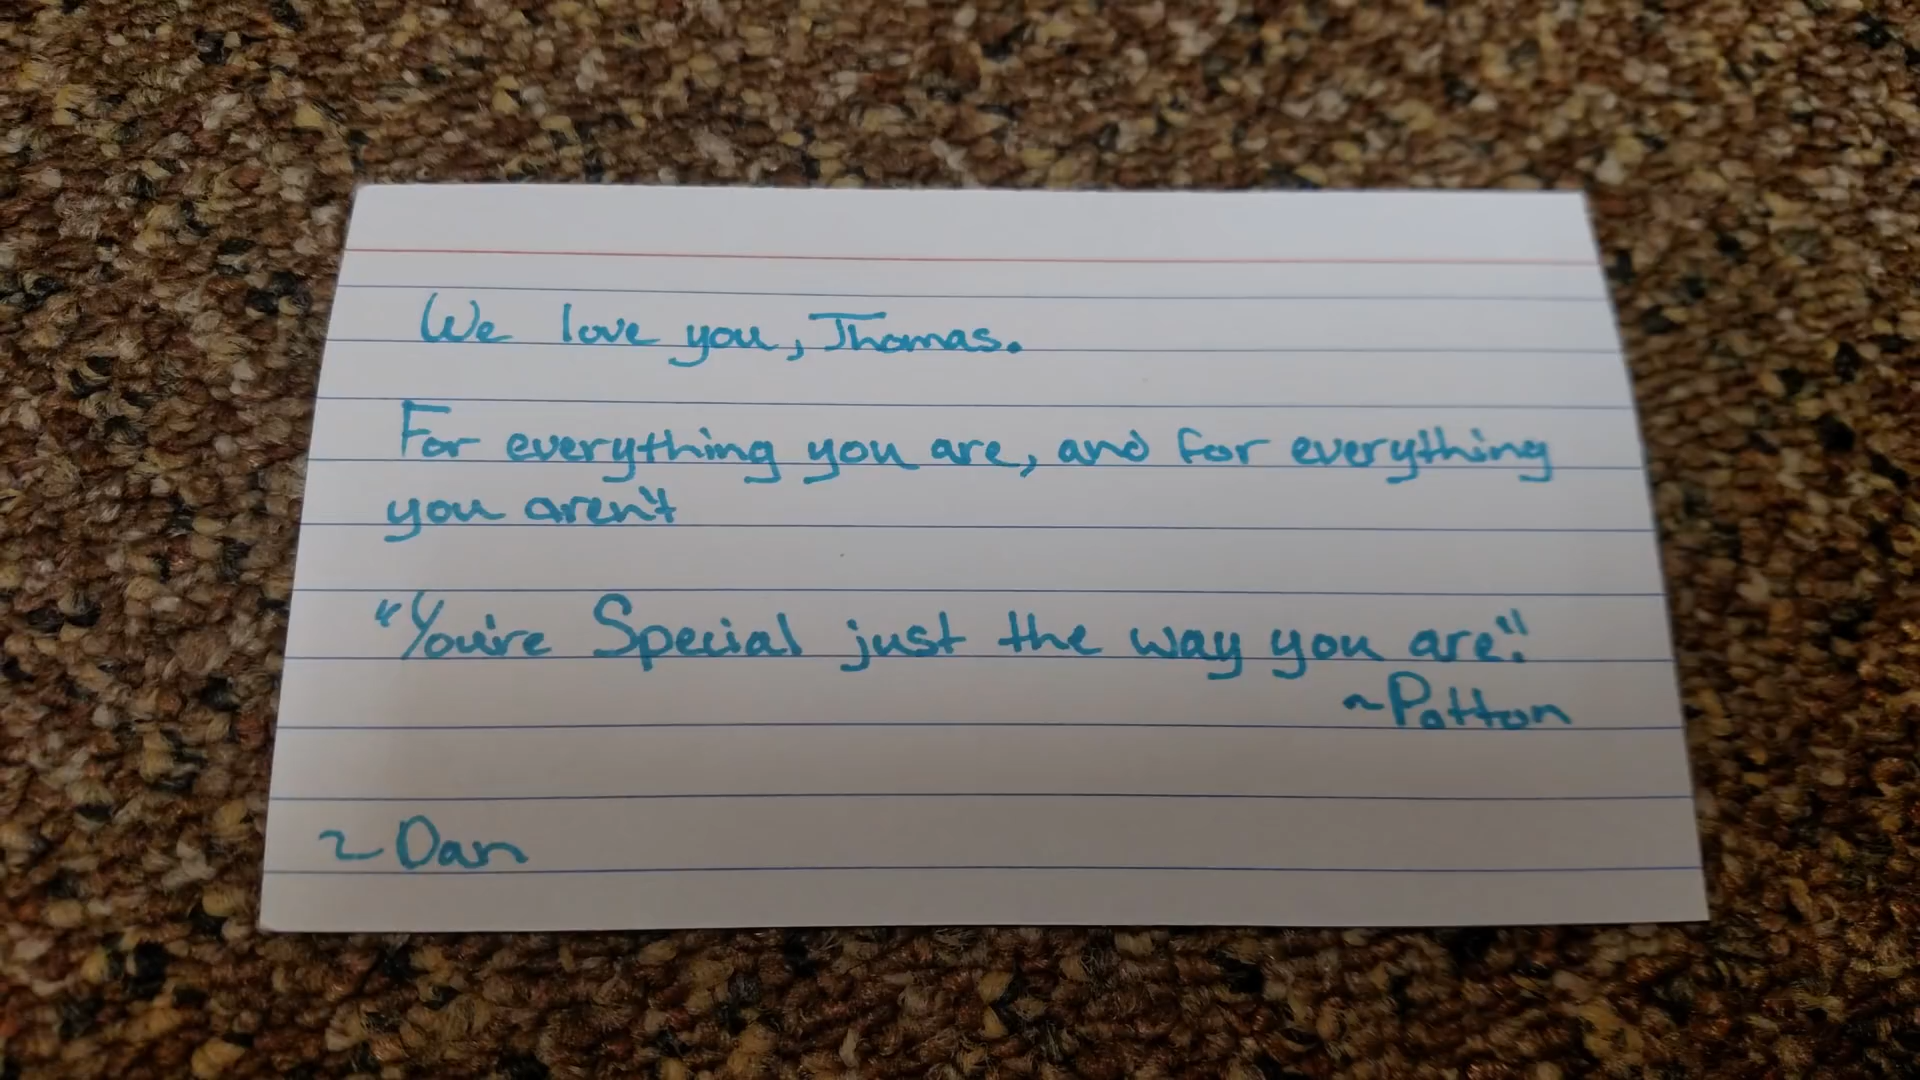 We love you, Thomas.
For everything you are, and for everything
you aren't
"You're Special just the way you are."
~Patton
~Dan